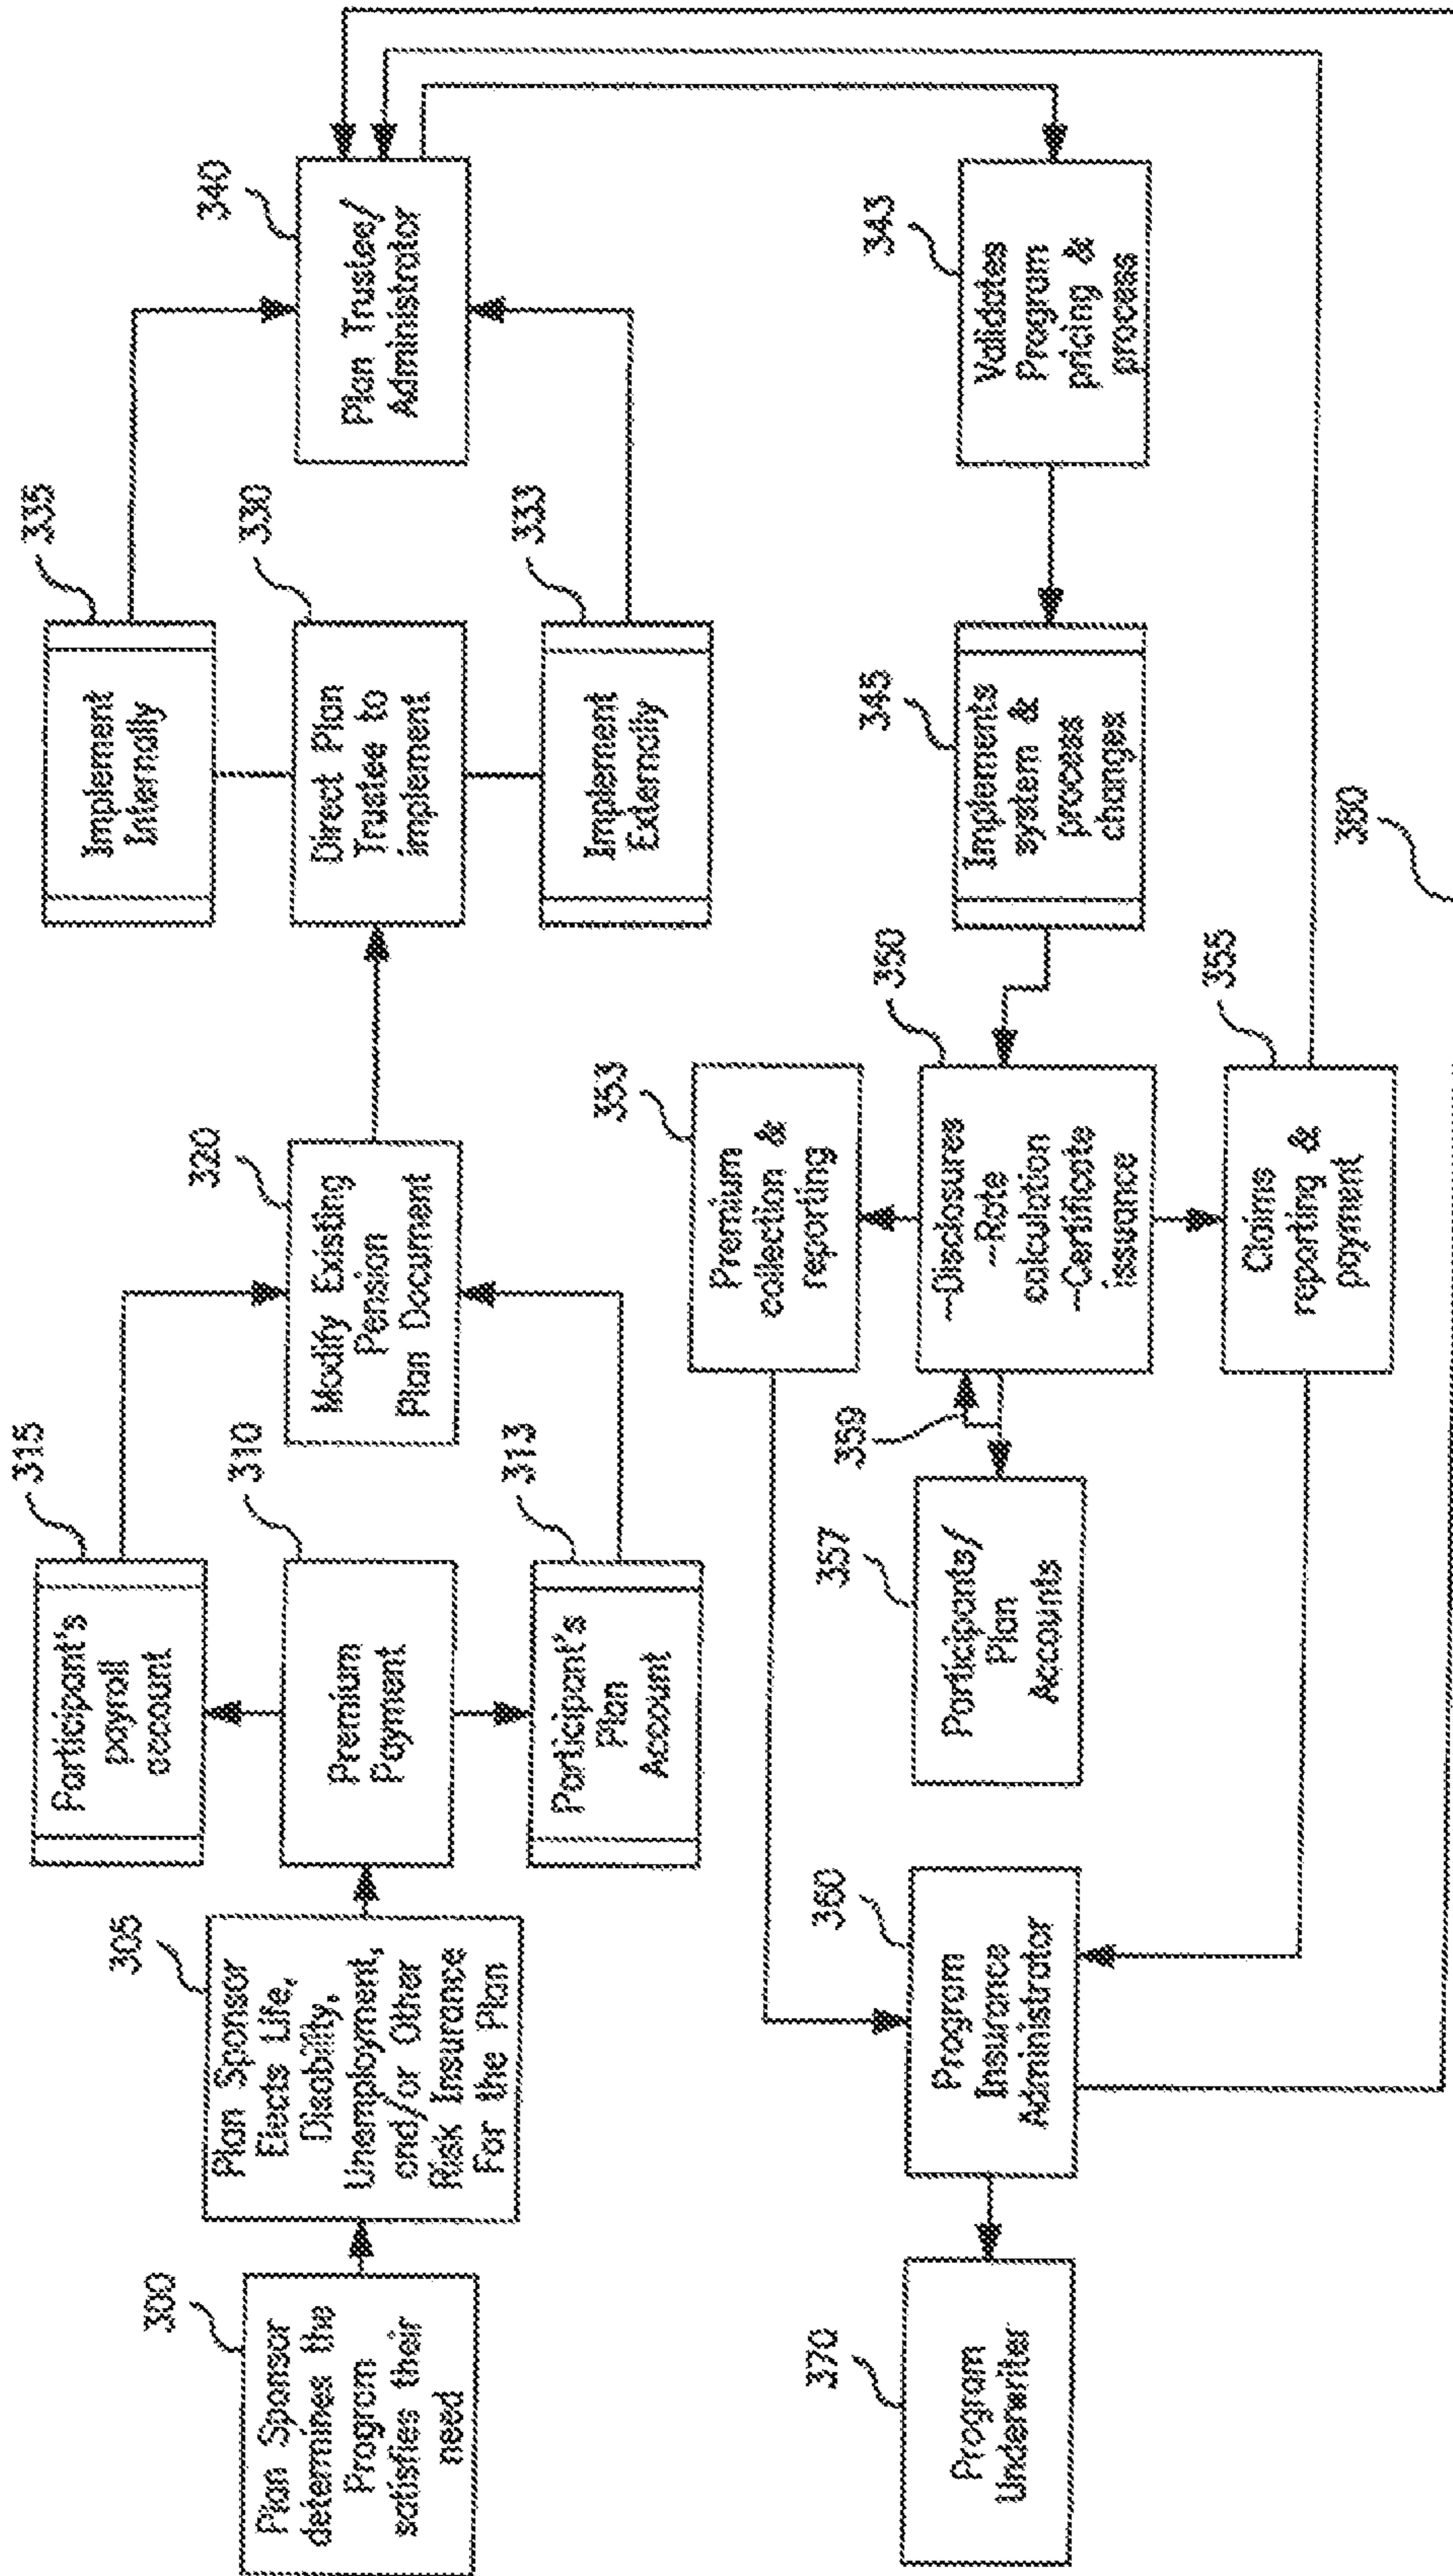 300
Plan Sponsor
determines the
Program
satisfies their
need
305
Plan Sponsor
Elects Life,
Disability,
Unemployment,
and/or Other
Risk Insurance
For the Plan
315
Participant's
payroll
account
310
Premium
Payment
313
Participant's
Plan
Account
320
Modify Existing
Pension
Plan Document
335
Implement
Internally
330
Direct Plan
Trustee to
implement
333
Implement
Externally
340
Plan Trustee/
Administrator
343
Validates
Program
pricing &
process
345
Implements
system &
process
changes
350
--Disclosures
--Rate
calculation
--Certificate
issuance
353
Premium
collection &
reporting
355
Claims
reporting &
payment
359
357
Participants/
Plan
Accounts
360
Program
Insurance
Administrator
370
Program
Underwriter
380